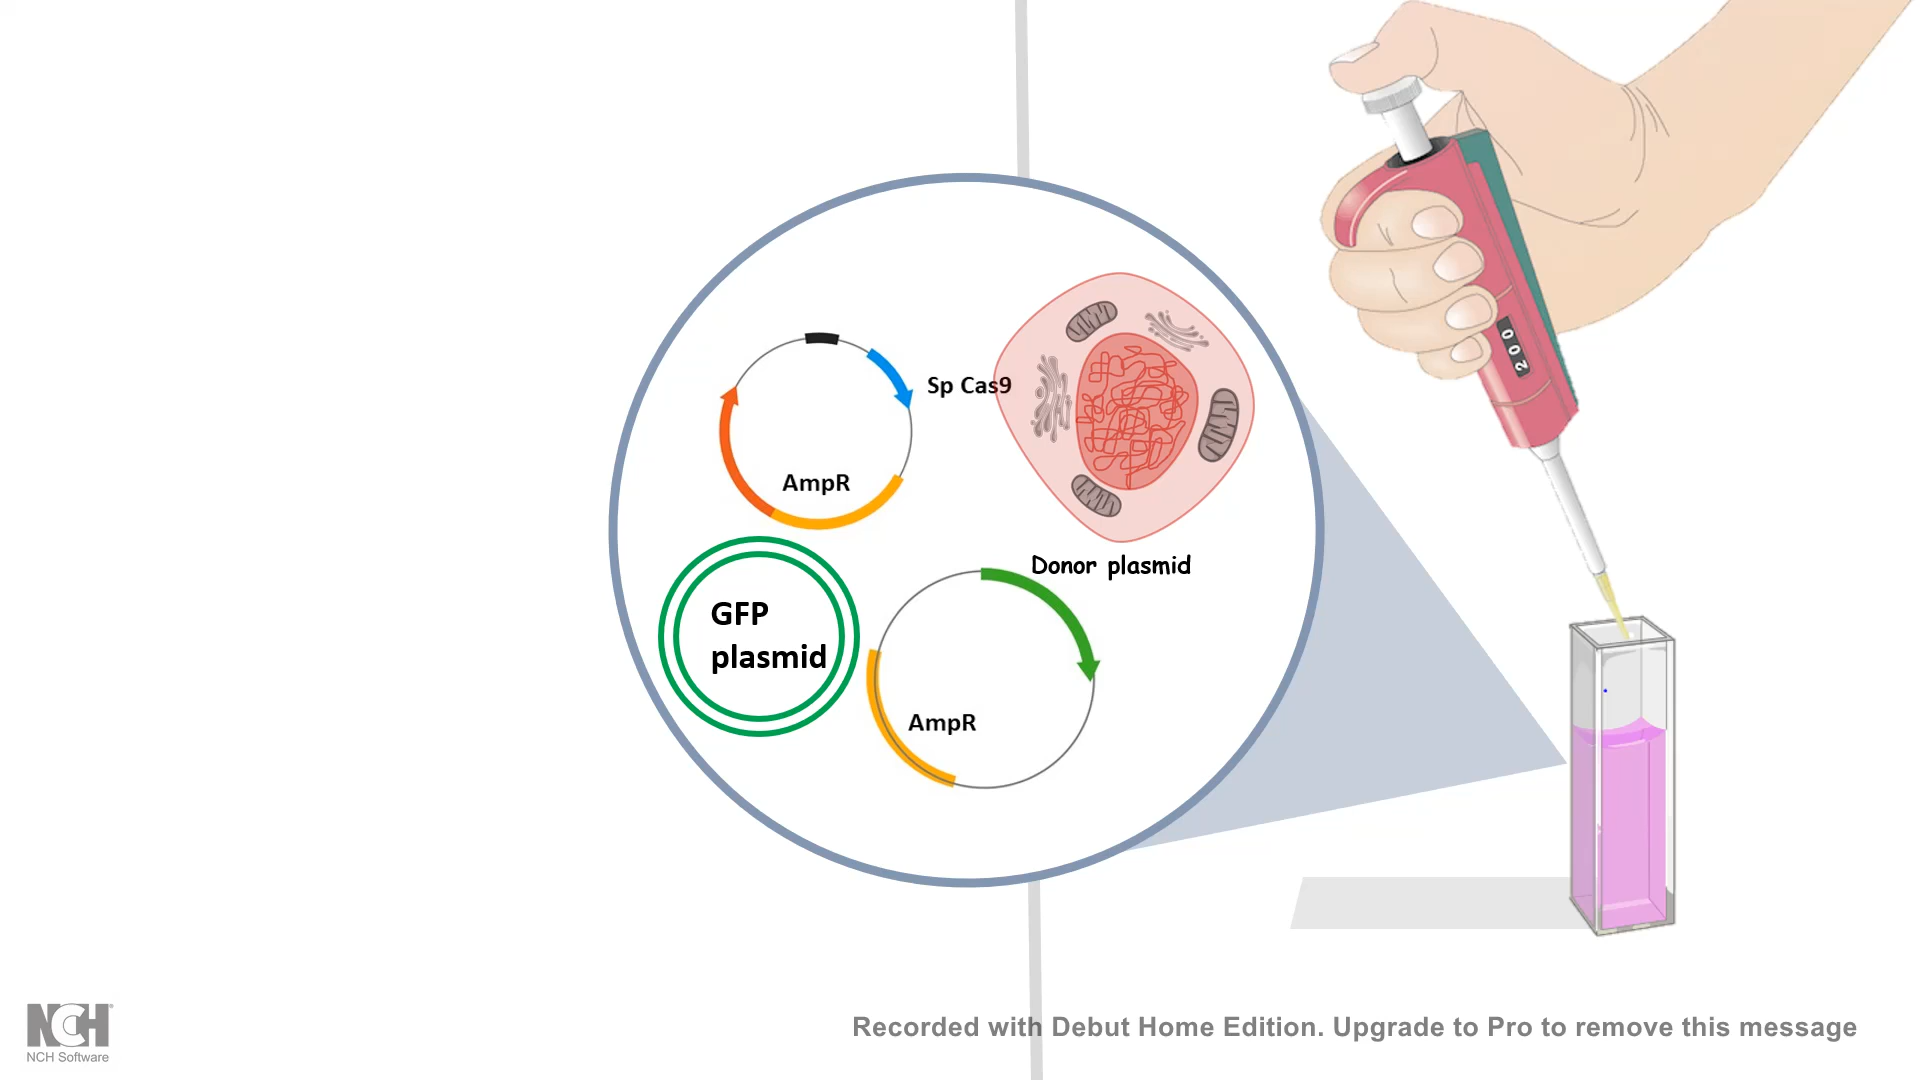 200
Sp Cas9
AmpR
Donor plasmid
GFP
plasmid
AmpR
NCH
NCH Software
Recorded with Debut Home Edition. Upgrade to Pro to remove this message